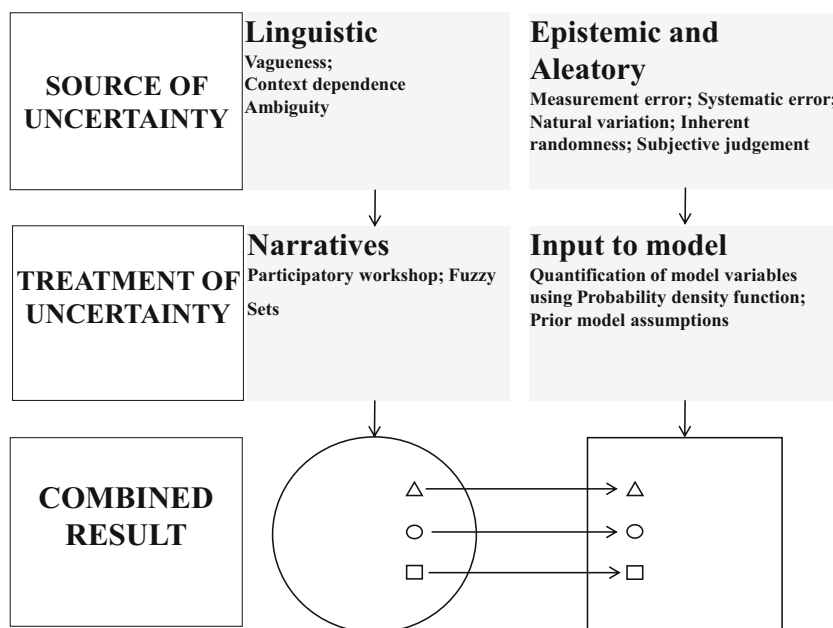 SOURCE OF
UNCERTAINTY
Linguistic
Vagueness;
Context dependence
Ambiguity
Epistemic and
Aleatory
Measurement error; Systematic error;
Natural variation; Inherent
randomness; Subjective judgement
TREATMENT OF
UNCERTAINTY
Narratives
Participatory workshop; Fuzzy
Sets
Input to model
Quantification of model variables
using Probability density function;
Prior model assumptions
COMBINED
RESULT